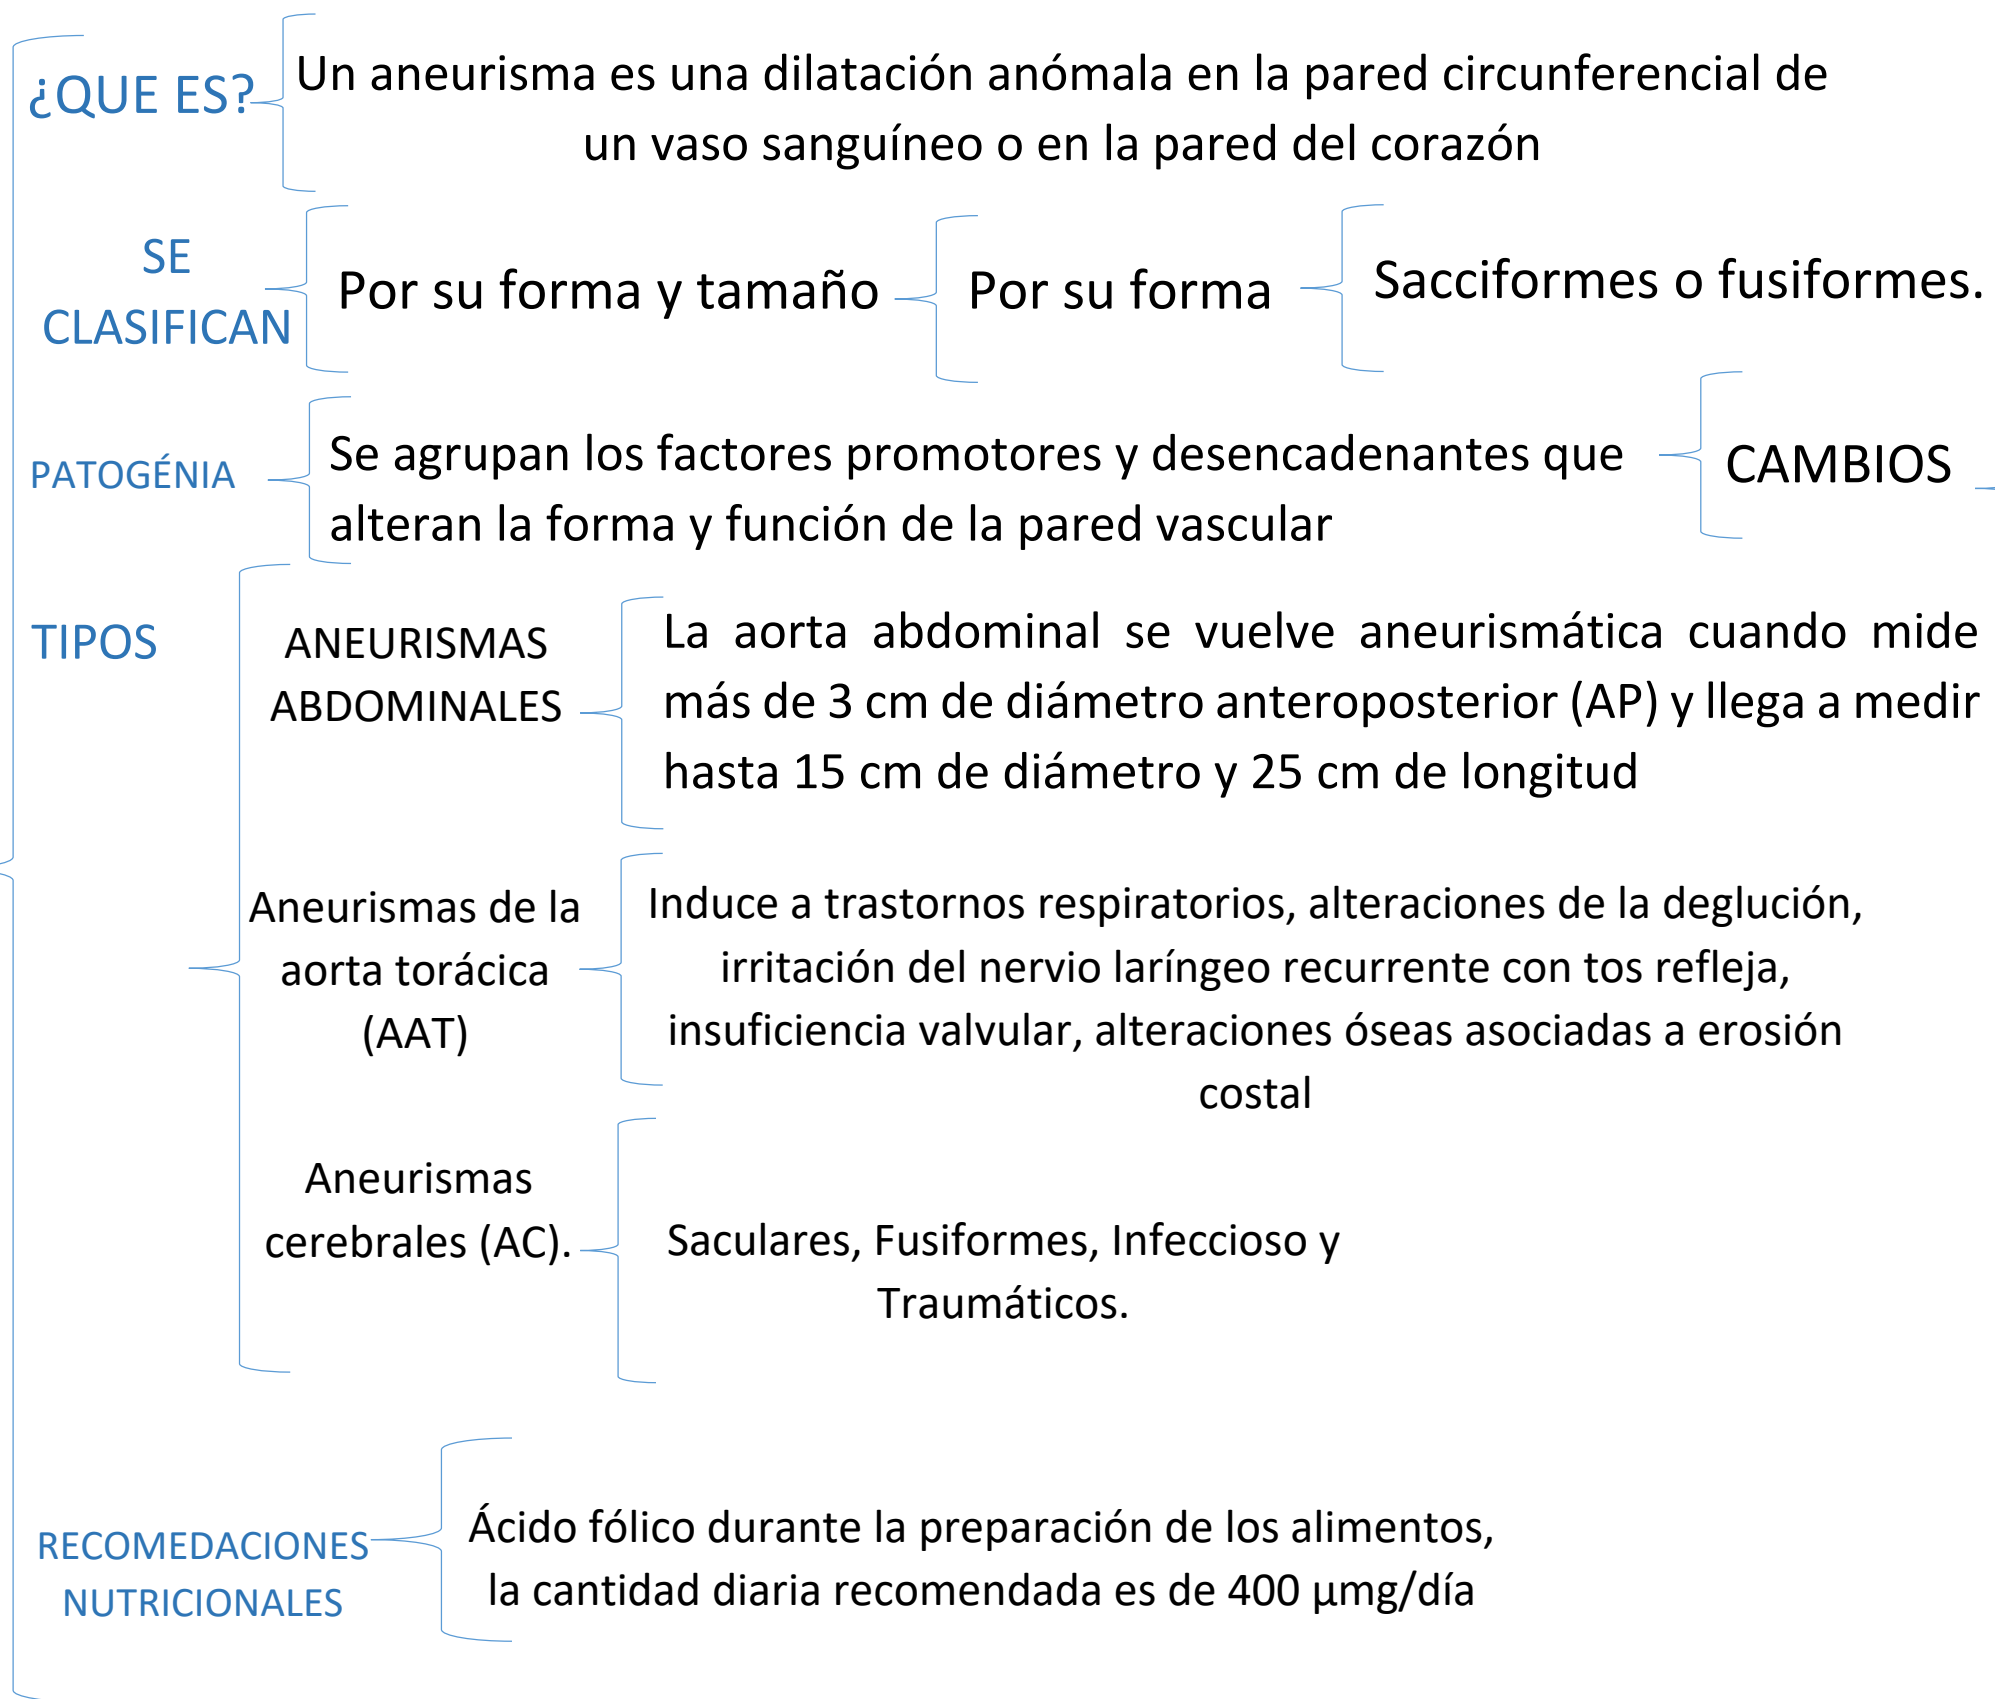 ¿QUE ES?
Un aneurisma es una dilatación anómala en la pared circunferencial de
un vaso sanguíneo o en la pared del corazón
SE
CLASIFICAN
Por su forma y tamaño
Por su forma
Sacciformes o fusiformes.
PATOGÉNIA
Se agrupan los factores promotores y desencadenantes que
alteran la forma y función de la pared vascular
CAMBIOS
TIPOS
ANEURISMAS
ABDOMINALES
La aorta abdominal se vuelve aneurismática cuando mide
más de 3 cm de diámetro anteroposterior (AP) y llega a medir
hasta 15 cm de diámetro y 25 cm de longitud
Aneurismas de la
aorta torácica
(AAT)
Induce a trastornos respiratorios, alteraciones de la deglución,
irritación del nervio laríngeo recurrente con tos refleja,
insuficiencia valvular, alteraciones óseas asociadas a erosión
costal
Aneurismas
cerebrales (AC).
Saculares, Fusiformes, Infeccioso y
Traumáticos.
RECOMEDACIONES
NUTRICIONALES
Ácido fólico durante la preparación de los alimentos,
la cantidad diaria recomendada es de 400 µmg/día